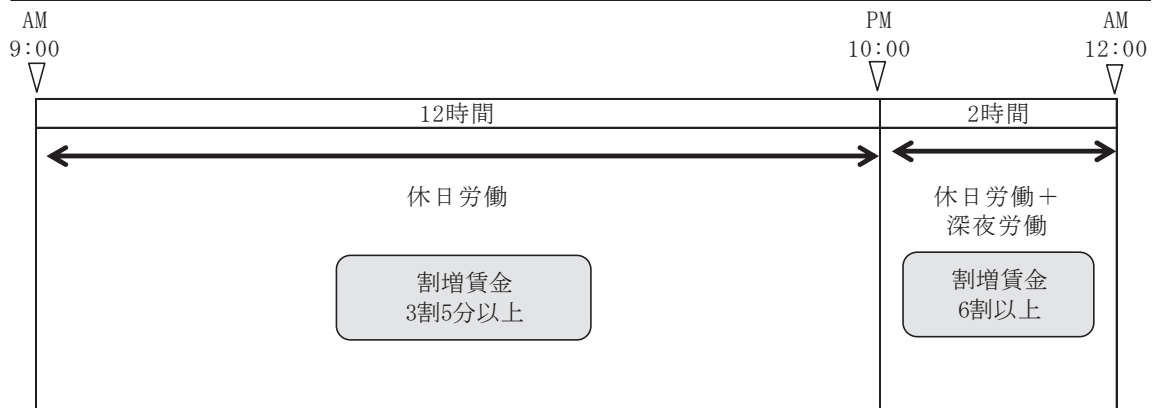 AM
9:00
PM
10:00
AM
12:00
12時間
2時間
休日労働
休日労働＋
深夜労働
割増賃金
3割5分以上
割増賃金
6割以上